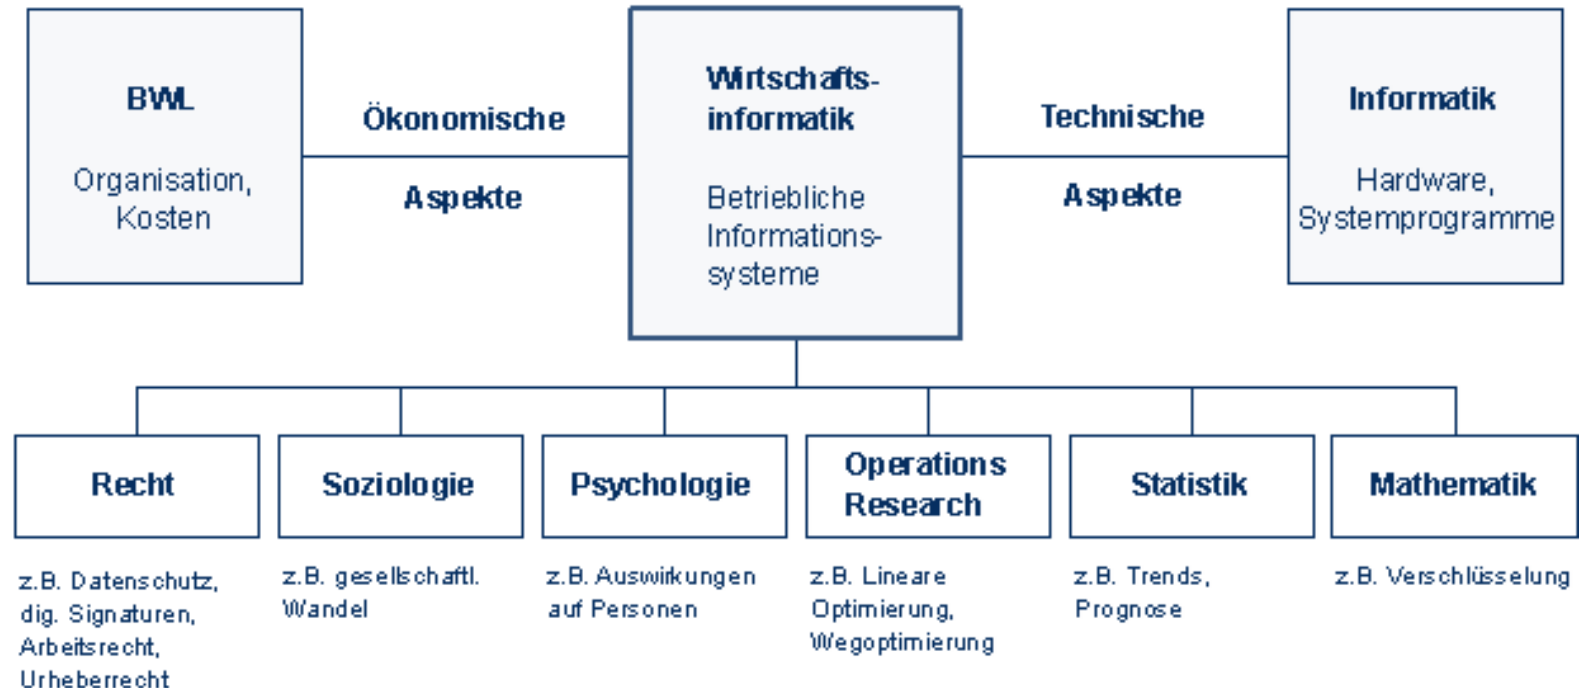 BWL
Organisation,
Kosten
Ökonomische
Aspekte
Wirtschafts-
informatik
Betriebliche
Informations-
systeme
Technische
Aspekte
Informatik
Hardware,
Systemprogramme
Recht
z.B. Datenschutz,
dig. Signaturen,
Arbeitsrecht,
Urheberrecht
Soziologie
z.B. gesellschaftl.
Wandel
Psychologie
z.B. Auswirkungen
auf Personen
Operations
Research
z.B. Lineare
Optimierung,
Wegoptimierung
Statistik
z.B. Trends,
Prognose
Mathematik
z.B. Verschlüsselung